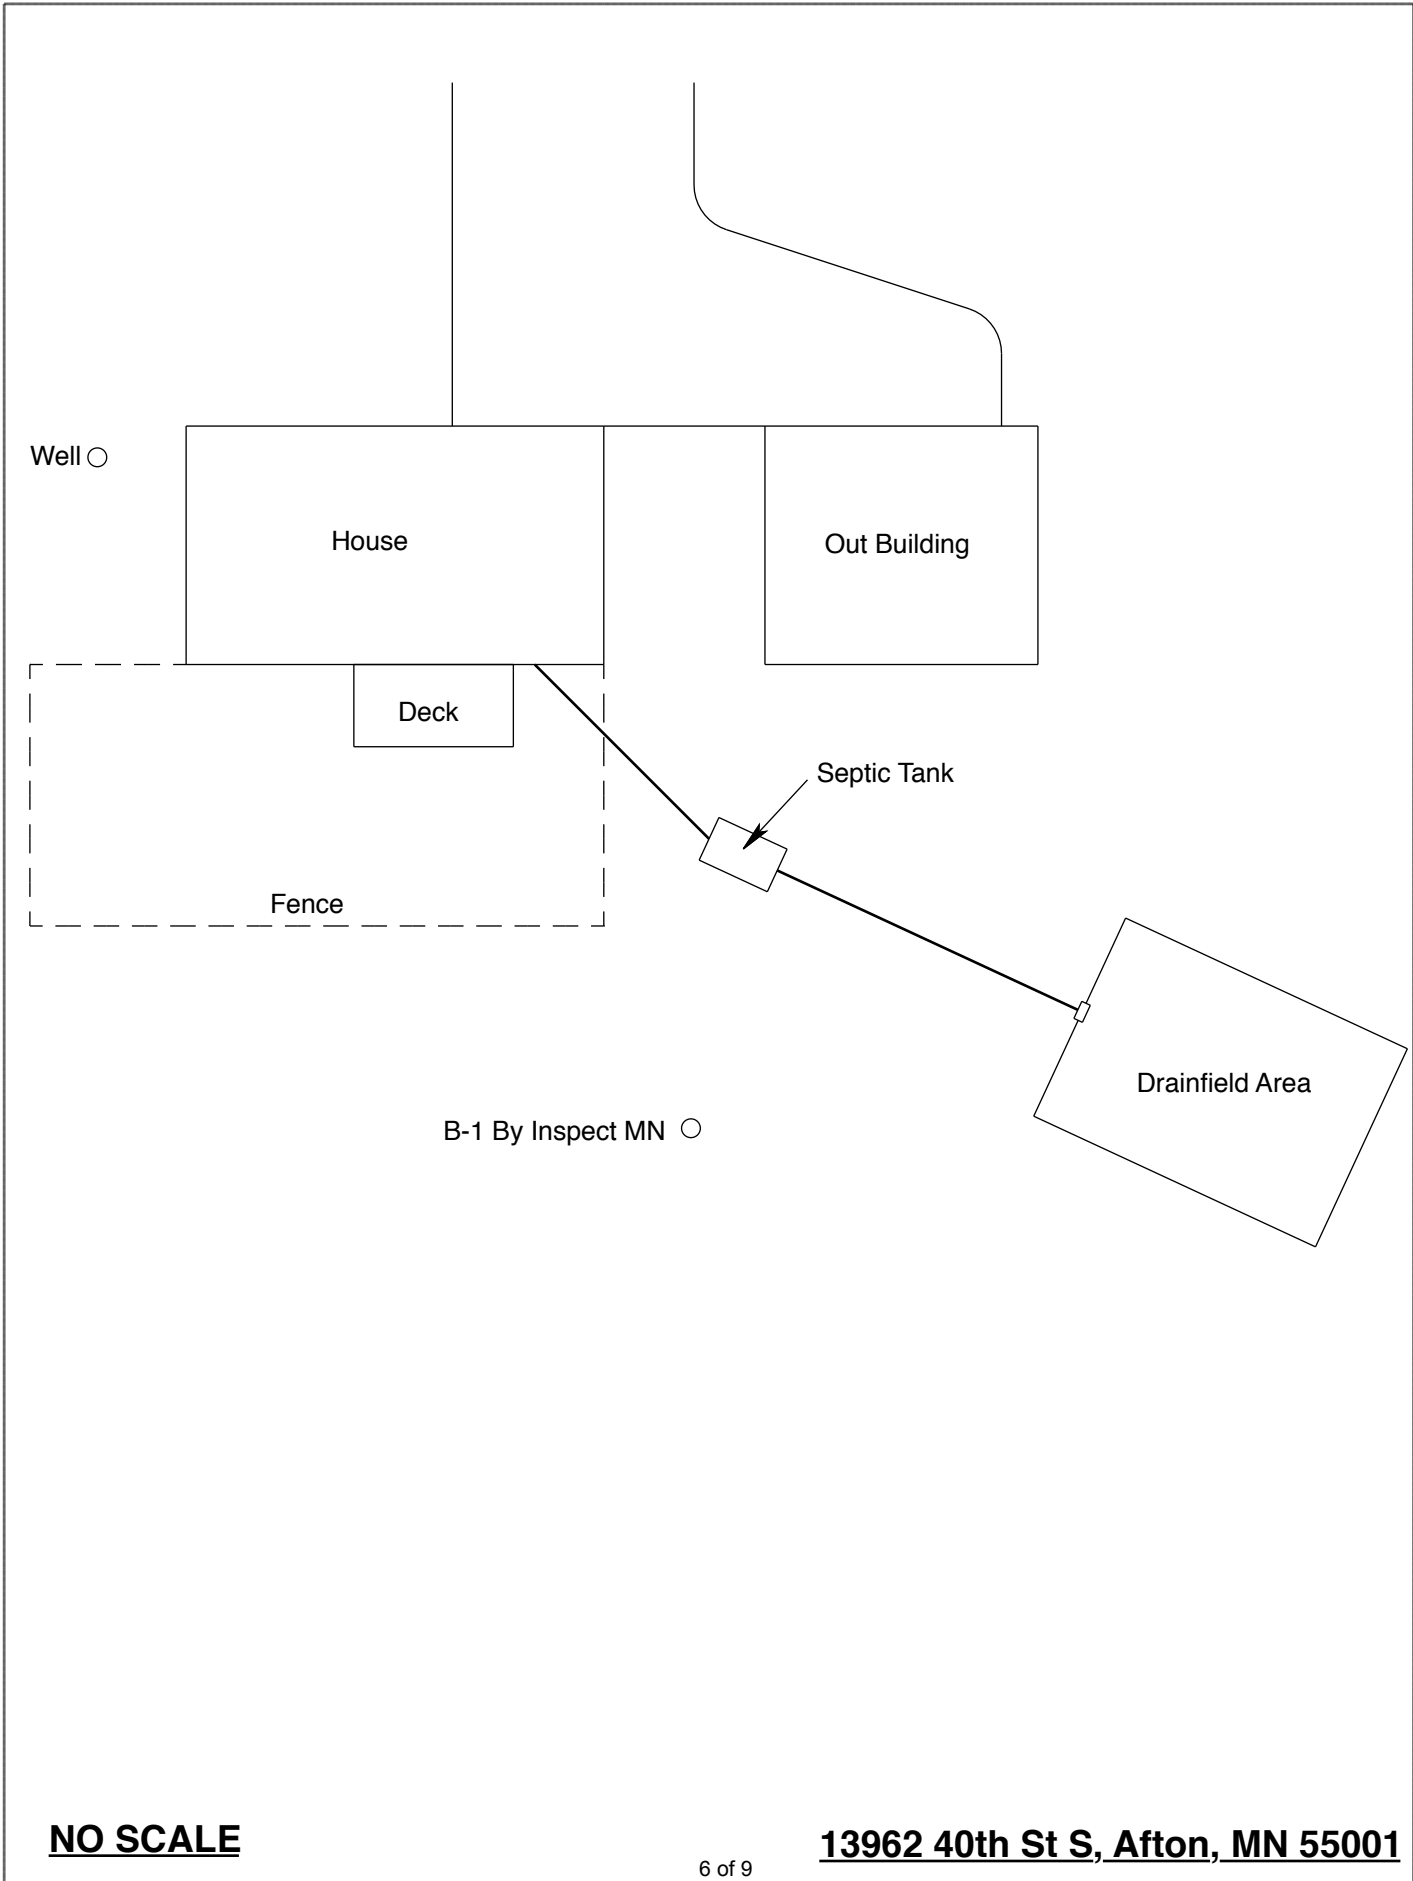 Well
House
Out Building
Deck
Septic Tank
Fence
Drainfield Area
B-1 By Inspect MN
NO SCALE
13962 40th St S, Afton, MN 55001
6 of 9